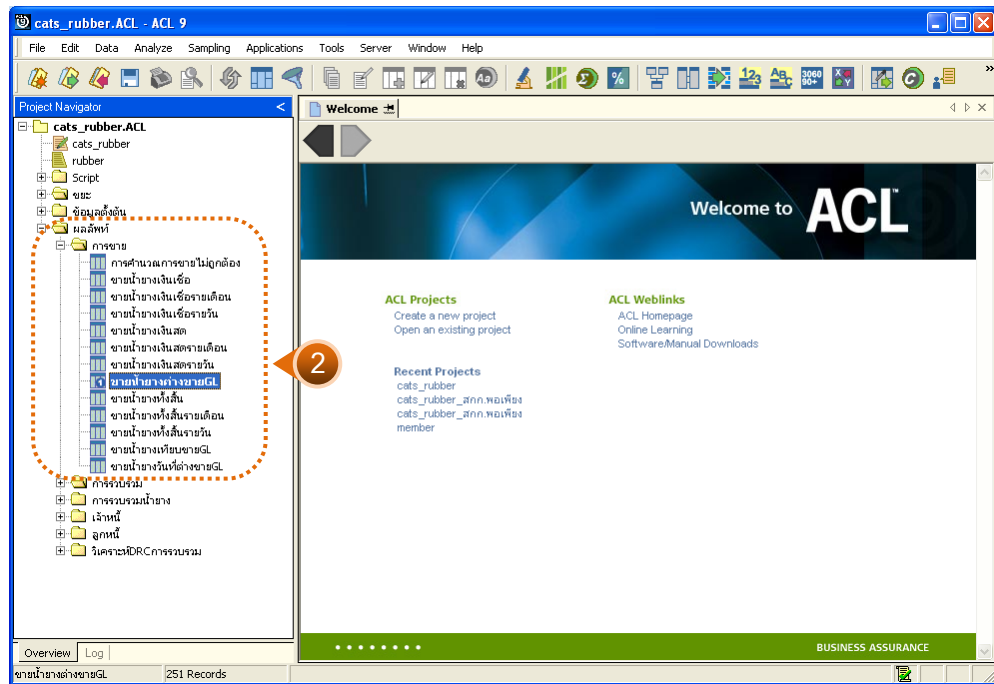 cats_rubber.ACL - ACL 9
File Edit Data Analyze Sampling Applications Tools Server Window Help
Project Navigator <
Welcome
cats_rubber.ACL
cats_rubber
rubber
Script
ขยะ
ข้อมูลตั้งต้น
ผลลัพท์
การขาย
การคำนวณการขายไม่ถูกต้อง
ขายน้ำยางเงินเชื่อ
ขายน้ำยางเงินเชื่อรายเดือน
ขายน้ำยางเงินเชื่อรายวัน
ขายน้ำยางเงินสด
ขายน้ำยางเงินสดรายเดือน
ขายน้ำยางเงินสดรายวัน
ขายน้ำยางต่างขายGL
ขายน้ำยางทั้งสิ้น
ขายน้ำยางทั้งสิ้นรายเดือน
ขายน้ำยางทั้งสิ้นรายวัน
ขายน้ำยางเทียบขายGL
ขายน้ำยางวันที่ต่างขายGL
การรวบรวม
การรวบรวมน้ำยาง
เจ้าหนี้
ลูกหนี้
วิเคราะห์DRCการรวบรวม
2
Welcome to ACL™
ACL Projects
Create a new project
Open an existing project
Recent Projects
cats_rubber
cats_rubber_สกก.พอเพียง
cats_rubber_สกก.พอเพียง
member
ACL Weblinks
ACL Homepage
Online Learning
Software/Manual Downloads
BUSINESS ASSURANCE
Overview Log
ขายน้ำยางต่างขายGL 251 Records